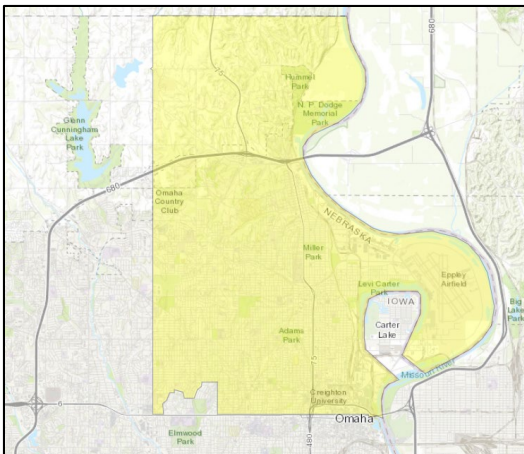 680
75
Hummel
Park
N. P. Dodge
Memorial
Park
Glenn
Cunningham
Lake
Park
680
Omaha
Country
Club
NEBRASKA
Miller
Park
Eppley
Airfield
Levi Carter
Park
IOWA
Big
Lake
Park
Carter
Lake
Adams
Park
75
Missouri River
Creighton
University
6
Omaha
Elmwood
Park
480